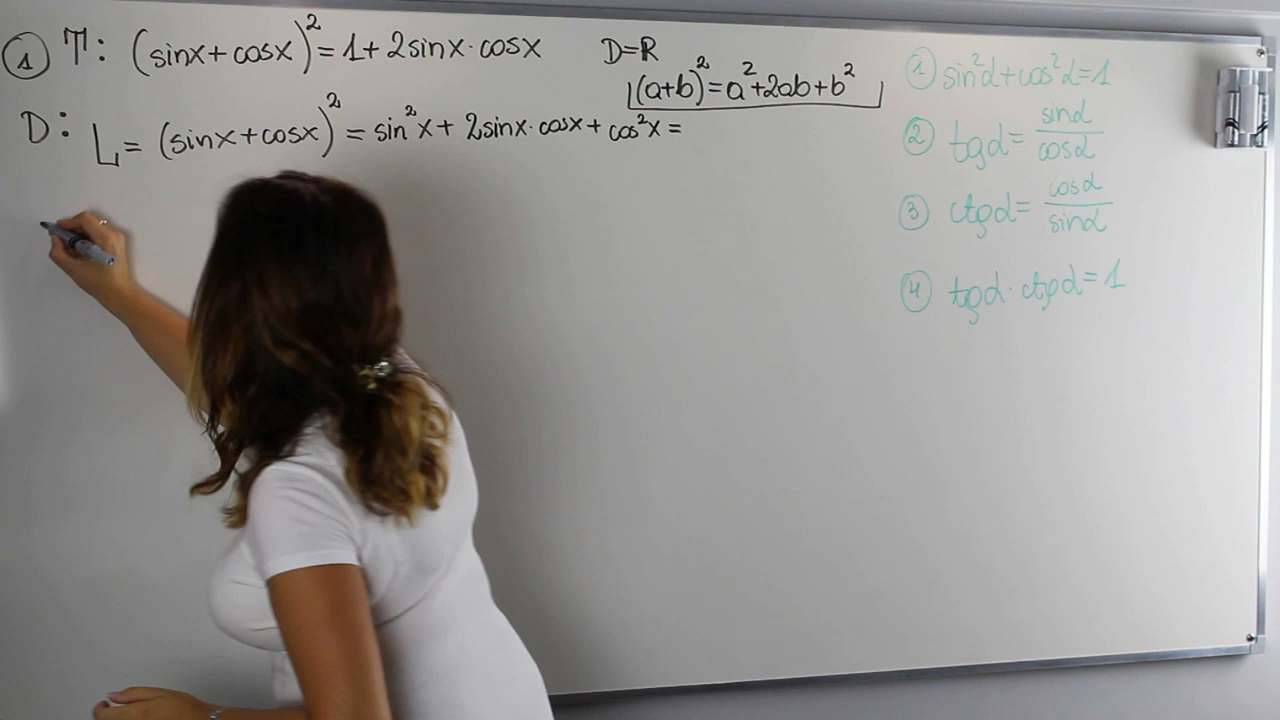 ① T: (sinx+cosx)²=1+2sinx·cosx D=R
(a+b)²=a²+2ab+b²
D: L= (sinx+cosx)² = sin²x+ 2sinx·cosx+cos²x=
① sin²α+cos²α=1
② tgα= sinα/cosα
③ ctgα= cosα/sinα
④ tgα·ctgα=1